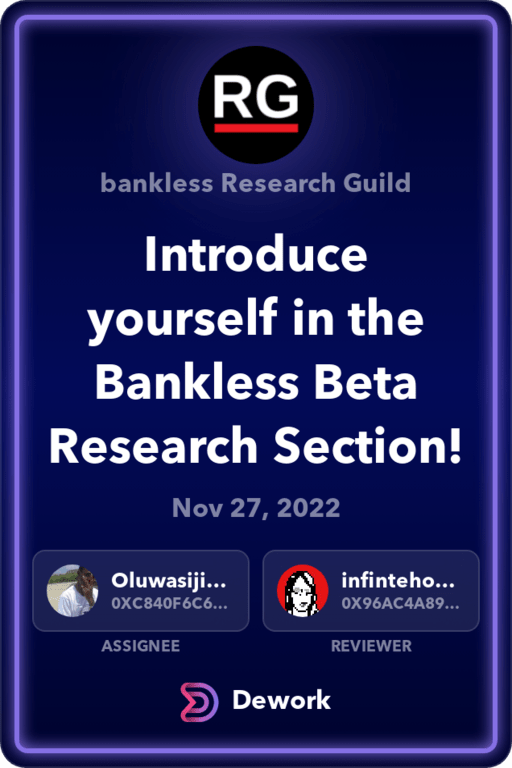 RG
bankless Research Guild
Introduce
yourself in the
Bankless Beta
Research Section!
Nov 27, 2022
Oluwasiji...
0XC840F6C6...
ASSIGNEE
infinteho...
0X96AC4A89...
REVIEWER
Dework